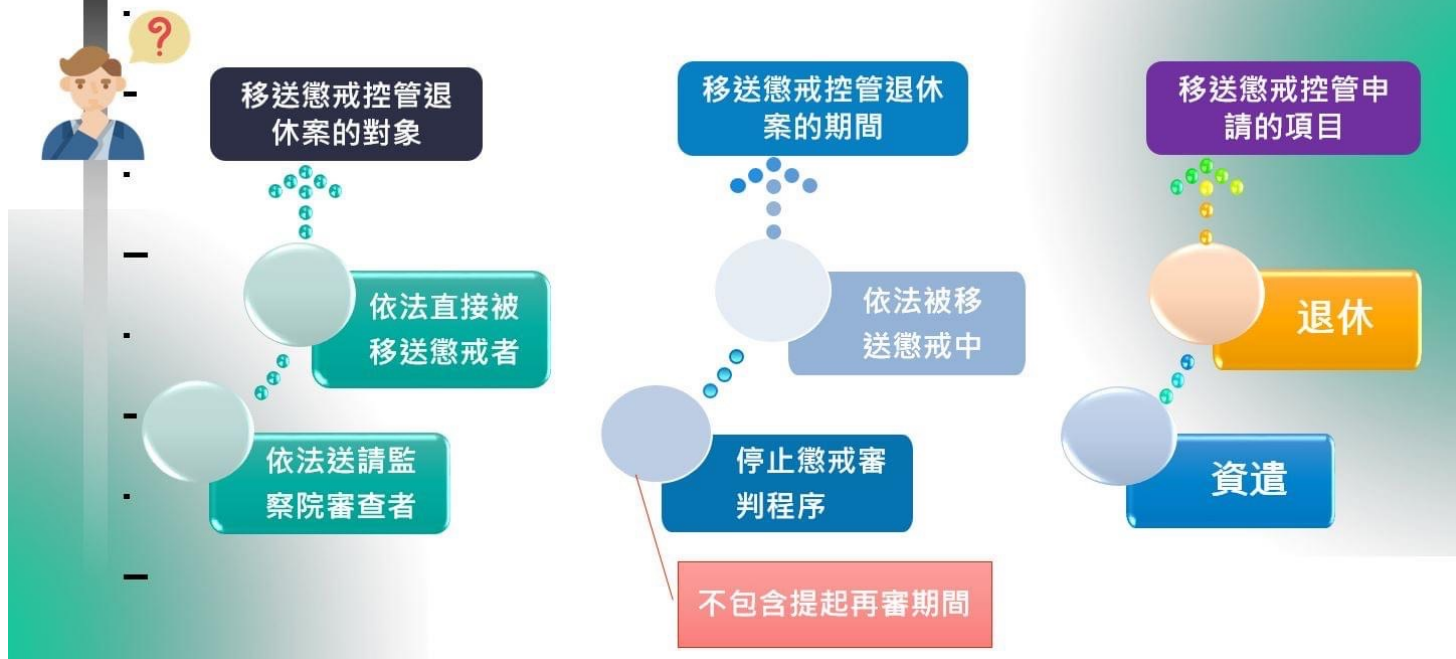 ?
移送懲戒控管退
休案的對象
依法直接被
移送懲戒者
依法送請監
察院審查者
移送懲戒控管退休
案的期間
依法被移
送懲戒中
停止懲戒審
判程序
不包含提起再審期間
移送懲戒控管申
請的項目
退休
資遣